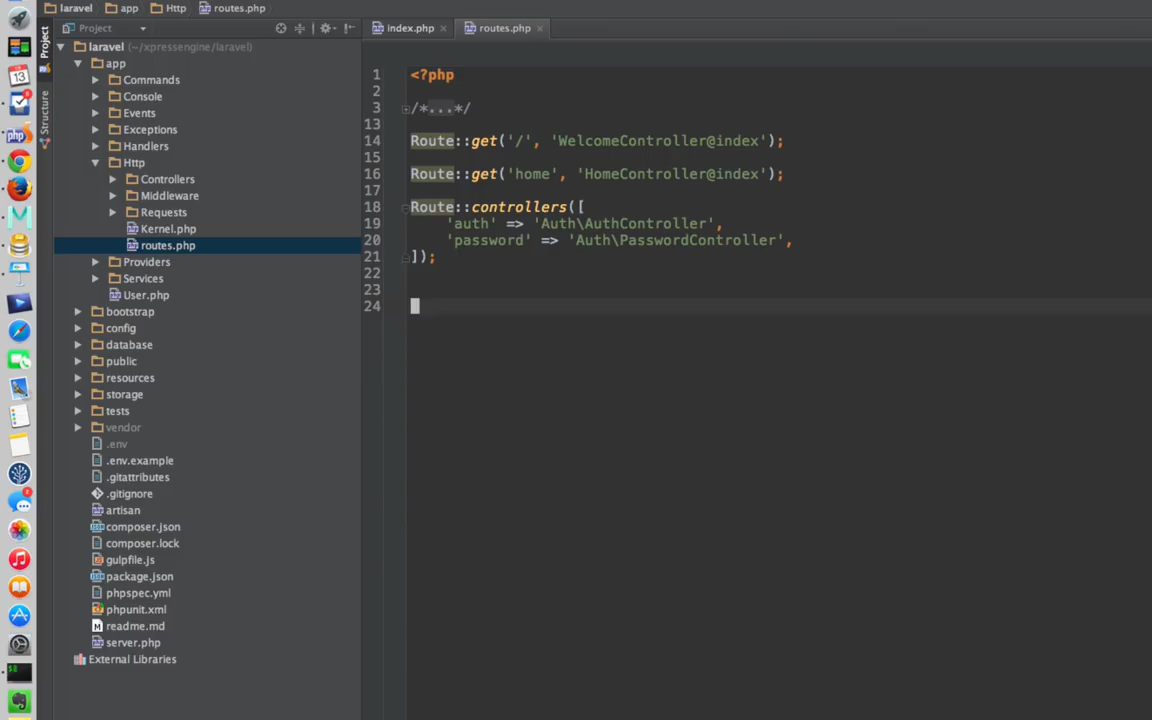 laravel app Http routes.php
Project
index.php routes.php
Project
Structure
laravel (~/xpressengine/laravel)
app
Commands
Console
Events
Exceptions
Handlers
Http
Controllers
Middleware
Requests
Kernel.php
routes.php
Providers
Services
User.php
bootstrap
config
database
public
resources
storage
tests
vendor
.env
.env.example
.gitattributes
.gitignore
artisan
composer.json
composer.lock
gulpfile.js
package.json
phpspec.yml
phpunit.xml
readme.md
server.php
External Libraries
1 <?php
2
3 /*...*/
13
14 Route::get('/', 'WelcomeController@index');
15
16 Route::get('home', 'HomeController@index');
17
18 Route::controllers([
19 'auth' => 'Auth\AuthController',
20 'password' => 'Auth\PasswordController',
21 ]);
22
23
24
13
php